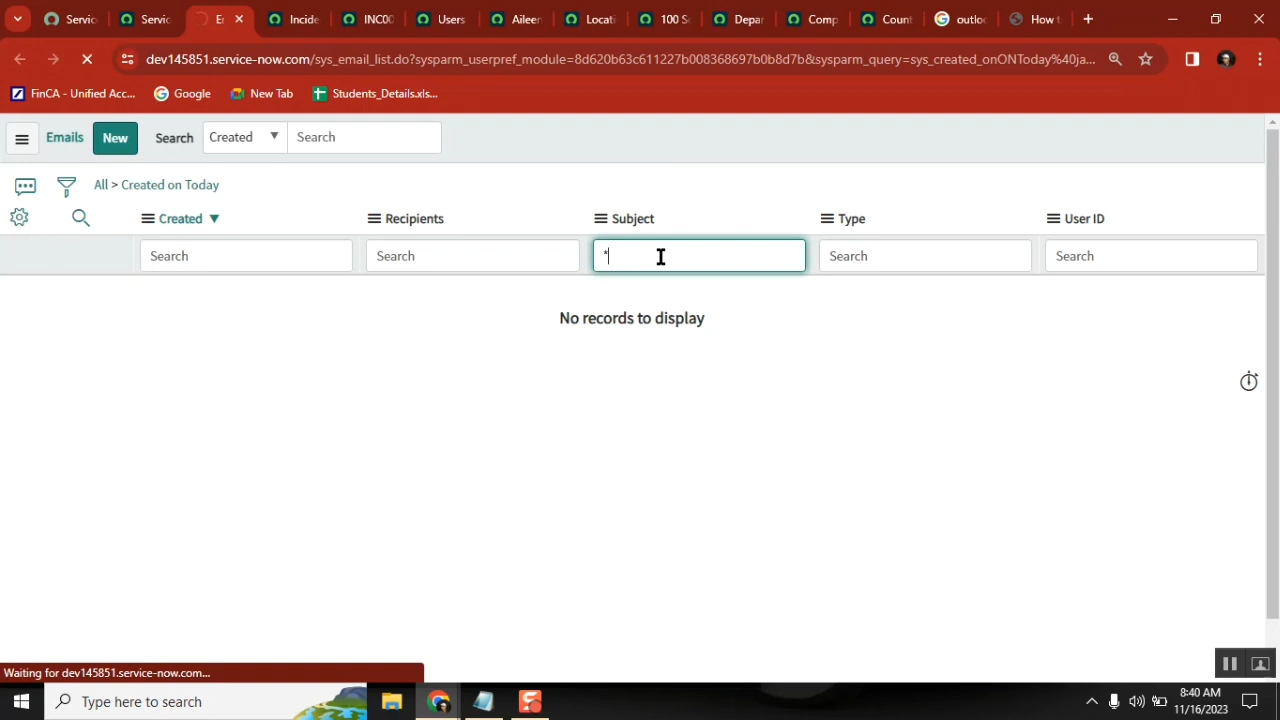 Servic
Servic
E
Incide
INC00
Users
Aileen
Locati
100 S
Depar
Comp
Count
outlo
How t
dev145851.service-now.com/sys_email_list.do?sysparm_userpref_module=8d620b63c611227b008368697b0b8d7b&sysparm_query=sys_created_onONToday%40ja...
FinCA - Unified Acc...
Google
New Tab
Students_Details.xls...
Emails New Search Created Search
All > Created on Today
Created Recipients Subject Type User ID
Search Search * Search Search
No records to display
Waiting for dev145851.service-now.com...
Type here to search
8:40 AM
11/16/2023